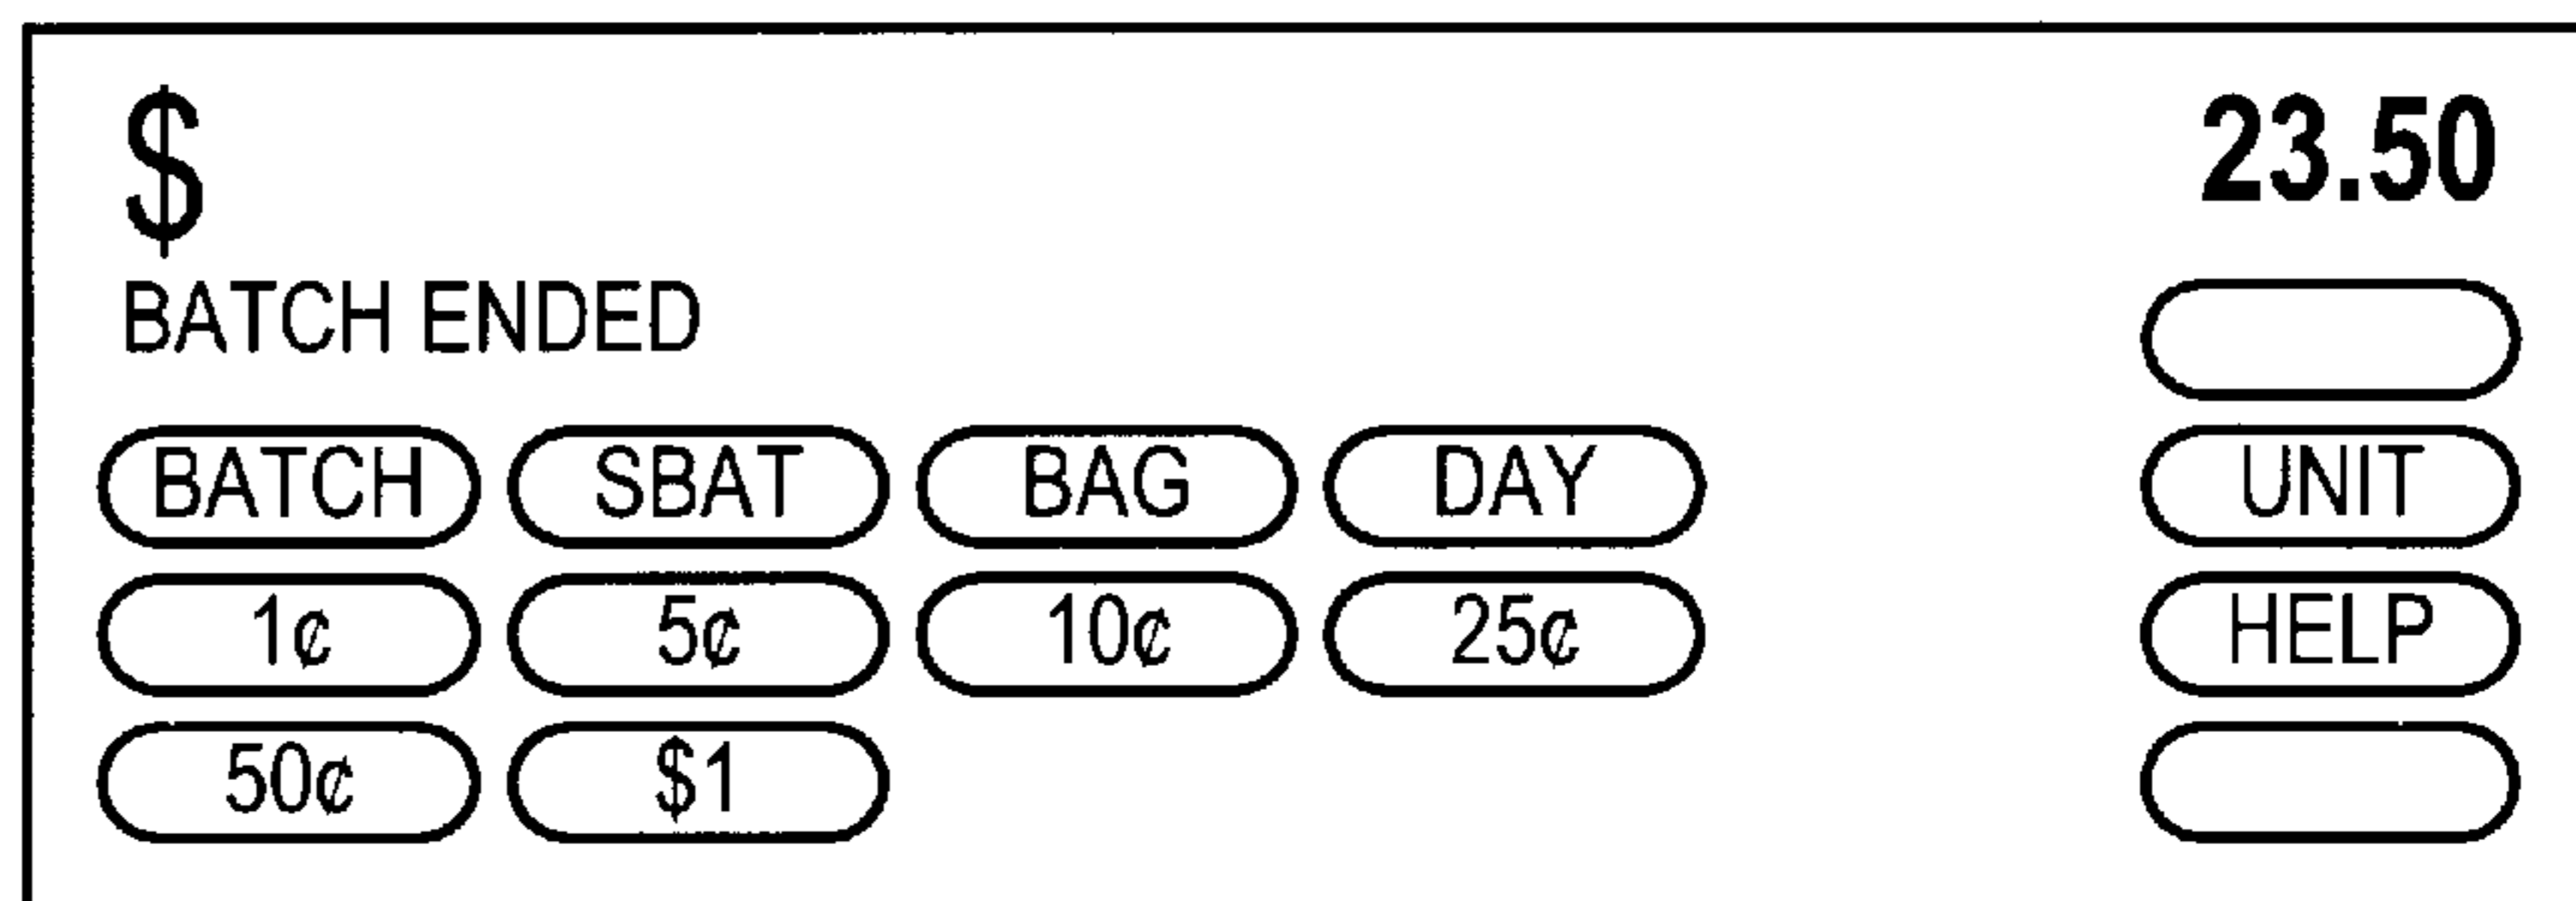 $ 23.50
BATCH ENDED
BATCH SBAT BAG DAY UNIT
1¢ 5¢ 10¢ 25¢ HELP
50¢ $1